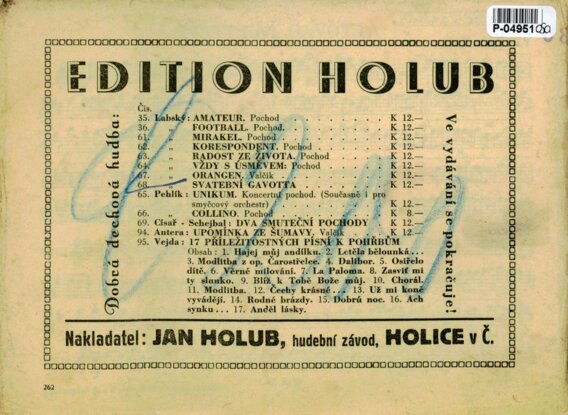 P-04951
EDITION HOLUB
Dobrá dechová hudba:
Čís.
35. Labský: AMATEUR. Pochod . . . . . . K 12.—
36. „ FOOTBALL. Pochod. . . . . . K 12.—
61. „ MIRAKEL. Pochod . . . . . . K 12.—
62. „ KORESPONDENT. Pochod . . . . K 12.—
63. „ RADOST ZE ŽIVOTA. Pochod . . . K 12.—
64. „ VŽDY S ÚSMĚVEM: Pochod . . . K 12.—
67. „ ORANGEN. Valčík . . . . . . K 12.—
68. „ SVATEBNÍ GAVOTTA . . . . . K 12.—
65. Pehlík: UNIKUM. Koncertní pochod. (Současně i pro
smyčcový orchestr) . . . . . . K 12.—
66. „ COLLINO. Pochod . . . . . . K 8.—
69. Císař - Schejbal: DVA SMUTEČNÍ POCHODY . K 12.—
94. Antera: UPOMÍNKA ZE ŠUMAVY. Valčík . . K 12.—
95. Vejda: 17 PŘÍLEŽITOSTNÝCH PÍSNÍ K POHŘBŮM
Obsah: 1. Hajej můj andílku. 2. Letěla bělounká...
3. Modlitba z op. Čarostřelec. 4. Dalibor. 5. Osiřelo
dítě. 6. Věrné milování. 7. La Paloma. 8. Zasviť mi
ty slunko. 9. Blíž k Tobě Bože můj. 10. Chorál.
11. Modlitba. 12. Čechy krásné... 13. Už mi koně
vyvádějí. 14. Rodné brázdy. 15. Dobrú noc. 16. Ach
synku... 17. Anděl lásky.
Ve vydávání se pokračuje!
Nakladatel: JAN HOLUB, hudební závod, HOLICE v Č.
262